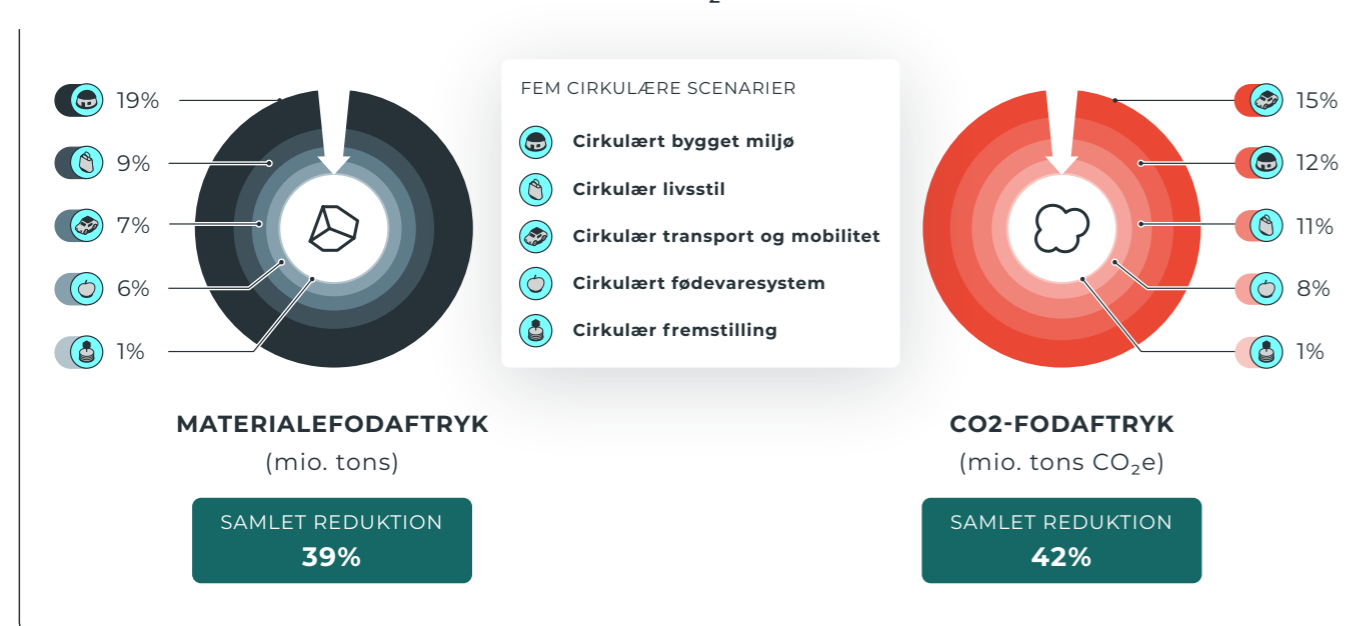 2
19%
9%
7%
6%
1%
FEM CIRKULÆRE SCENARIER
Cirkulært bygget miljø
Cirkulær livsstil
Cirkulær transport og mobilitet
Cirkulært fødevaresystem
Cirkulær fremstilling
15%
12%
11%
8%
1%
MATERIALEFODAFTRYK
(mio. tons)
SAMLET REDUKTION
39%
CO2-FODAFTRYK
(mio. tons CO₂e)
SAMLET REDUKTION
42%